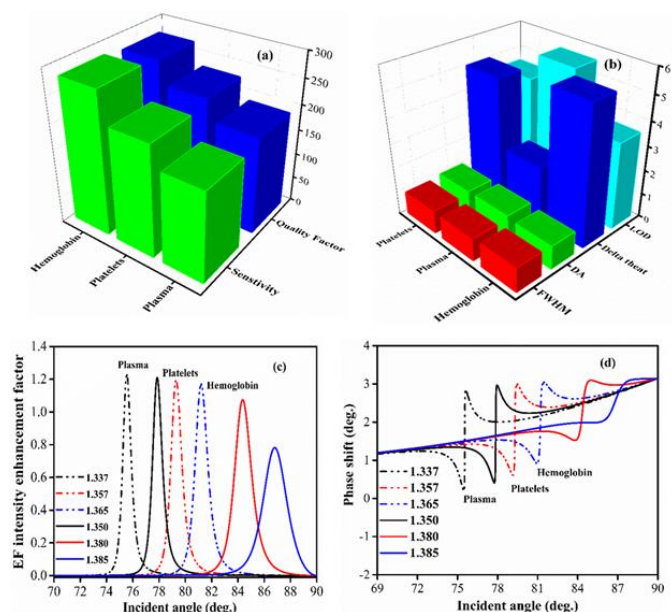 (a)
300
250
200
150
100
50
0
Quality Factor
Senstivity
Hemoglobin
Platelets
Plasma
(b)
6
5
4
3
2
1
0
LOD
Delta theat
DA
FWHM
Platelets
Plasma
Hemoglobin
(c)
EF intensity enhancement factor
1.4
1.2
1.0
0.8
0.6
0.4
0.2
0.0
Plasma
Platelets
Hemoglobin
1.337
1.357
1.365
1.350
1.380
1.385
70 72 74 76 78 80 82 84 86 88 90
Incident angle (deg.)
(d)
Phase shift (deg.)
4
3
2
1
0
-1
-2
Plasma
Platelets
Hemoglobin
1.337
1.357
1.365
1.350
1.380
1.385
69 72 75 78 81 84 87 90
Incident angle (deg.)